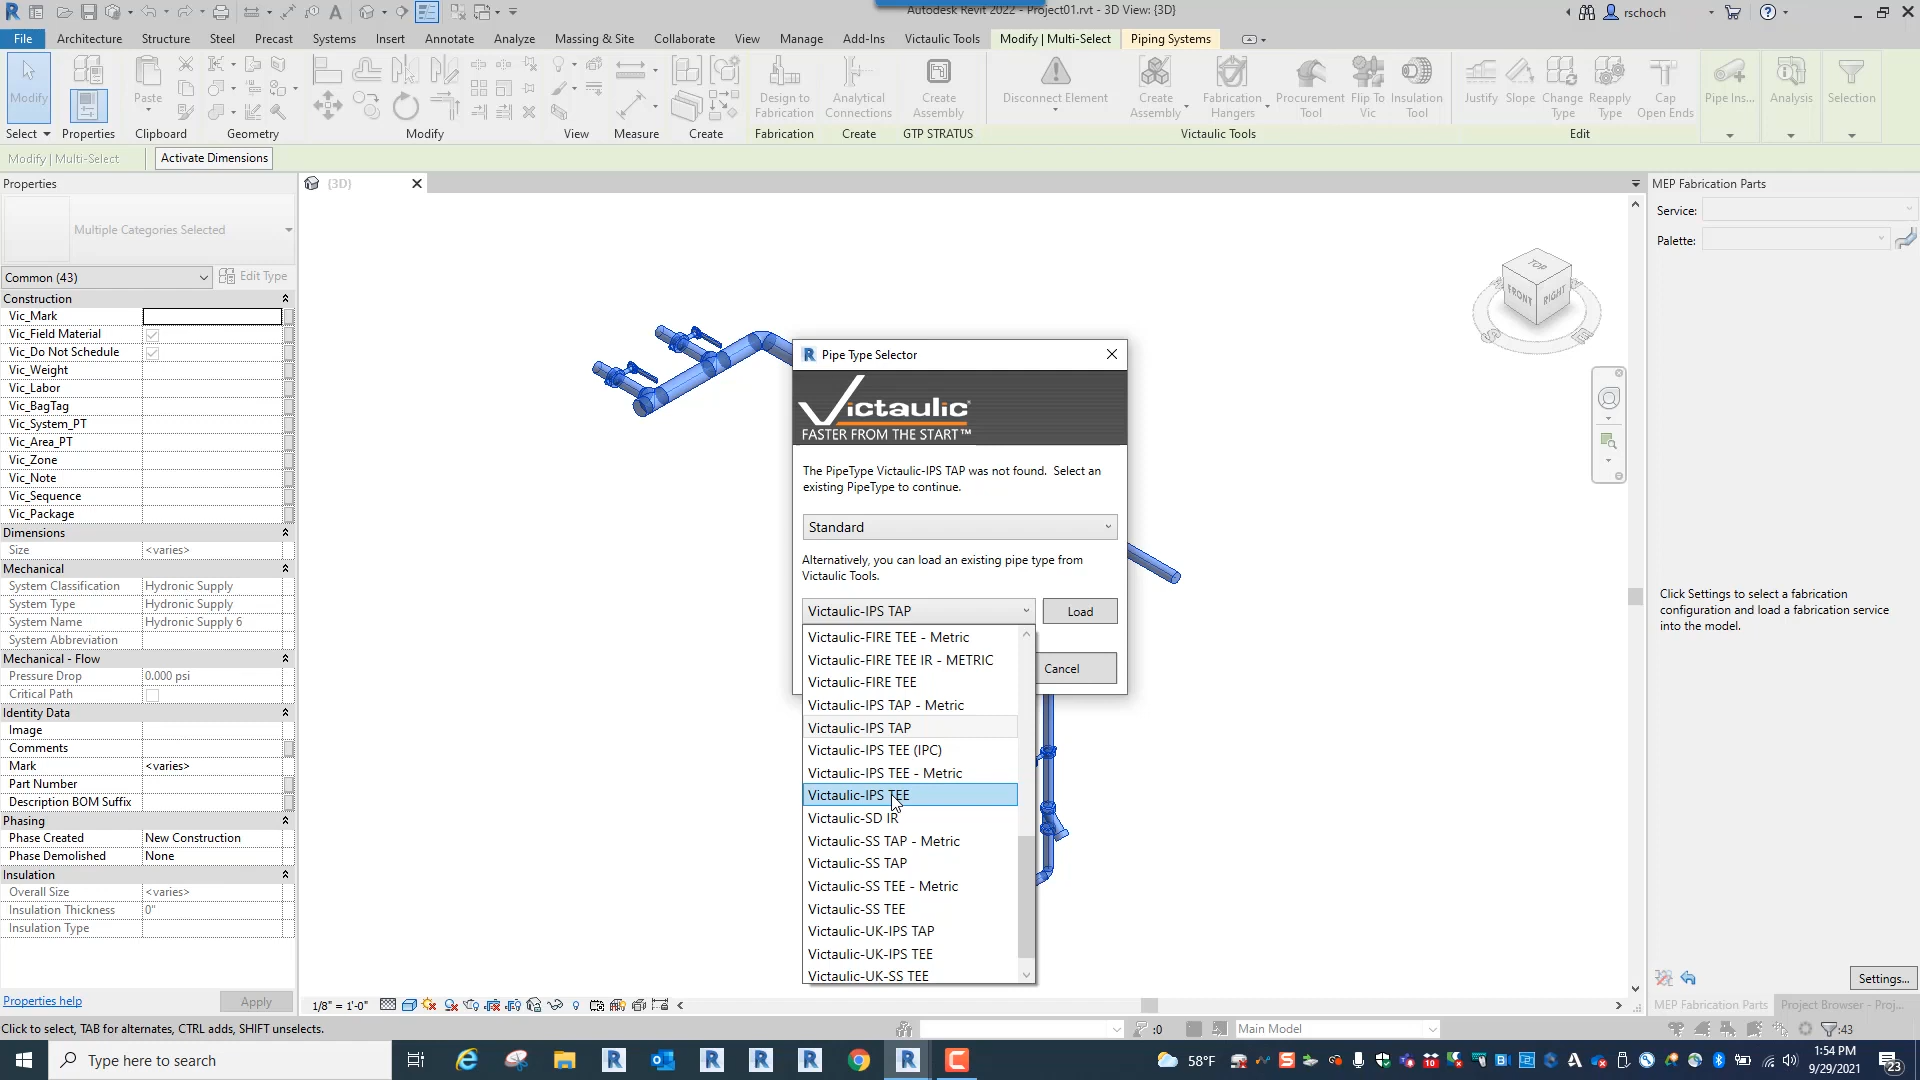 Autodesk Revit 2022 - Project01.rvt - 3D View: {3D}
rschoch
File Architecture Structure Steel Precast Systems Insert Annotate Analyze Massing & Site Collaborate View Manage Add-Ins Victaulic Tools Modify | Multi-Select Piping Systems
Modify
Paste
Design to Fabrication
Analytical Connections
Create Assembly
Disconnect Element
Create Assembly
Fabrication Hangers
Procurement Tool
Flip To Vic
Insulation Tool
Justify
Slope
Change Type
Reapply Type
Cap Open Ends
Pipe Ins...
Analysis
Selection
Select Properties Clipboard Geometry Modify View Measure Create Fabrication Create GTP STRATUS Victaulic Tools Edit
Modify | Multi-Select Activate Dimensions
Properties
{3D}
MEP Fabrication Parts
Service:
Palette:
Multiple Categories Selected
Common (43) Edit Type
Construction
Vic_Mark
Vic_Field Material
Vic_Do Not Schedule
Vic_Weight
Vic_Labor
Vic_BagTag
Vic_System_PT
Vic_Area_PT
Vic_Zone
Vic_Note
Vic_Sequence
Vic_Package
Dimensions
Size <varies>
Mechanical
System Classification Hydronic Supply
System Type Hydronic Supply
System Name Hydronic Supply 6
System Abbreviation
Mechanical - Flow
Pressure Drop 0.000 psi
Critical Path
Identity Data
Image
Comments
Mark <varies>
Part Number
Description BOM Suffix
Phasing
Phase Created New Construction
Phase Demolished None
Insulation
Overall Size <varies>
Insulation Thickness 0"
Insulation Type
Properties help Apply
TOP
FRONT
RIGHT
S
E
Pipe Type Selector
Victaulic
FASTER FROM THE START™
The PipeType Victaulic-IPS TAP was not found. Select an
existing PipeType to continue.
Standard
Alternatively, you can load an existing pipe type from
Victaulic Tools.
Victaulic-IPS TAP Load
Cancel
Victaulic-FIRE TEE - Metric
Victaulic-FIRE TEE IR - METRIC
Victaulic-FIRE TEE
Victaulic-IPS TAP - Metric
Victaulic-IPS TAP
Victaulic-IPS TEE (IPC)
Victaulic-IPS TEE - Metric
Victaulic-IPS TEE
Victaulic-SD IR
Victaulic-SS TAP - Metric
Victaulic-SS TAP
Victaulic-SS TEE - Metric
Victaulic-SS TEE
Victaulic-UK-IPS TAP
Victaulic-UK-IPS TEE
Victaulic-UK-SS TEE
Click Settings to select a fabrication
configuration and load a fabrication service
into the model.
Settings...
1/8" = 1'-0"
MEP Fabrication Parts Project Browser - Proj...
Click to select, TAB for alternates, CTRL adds, SHIFT unselects.
:0
Main Model
:43
Type here to search
58°F
1:54 PM
9/29/2021
23